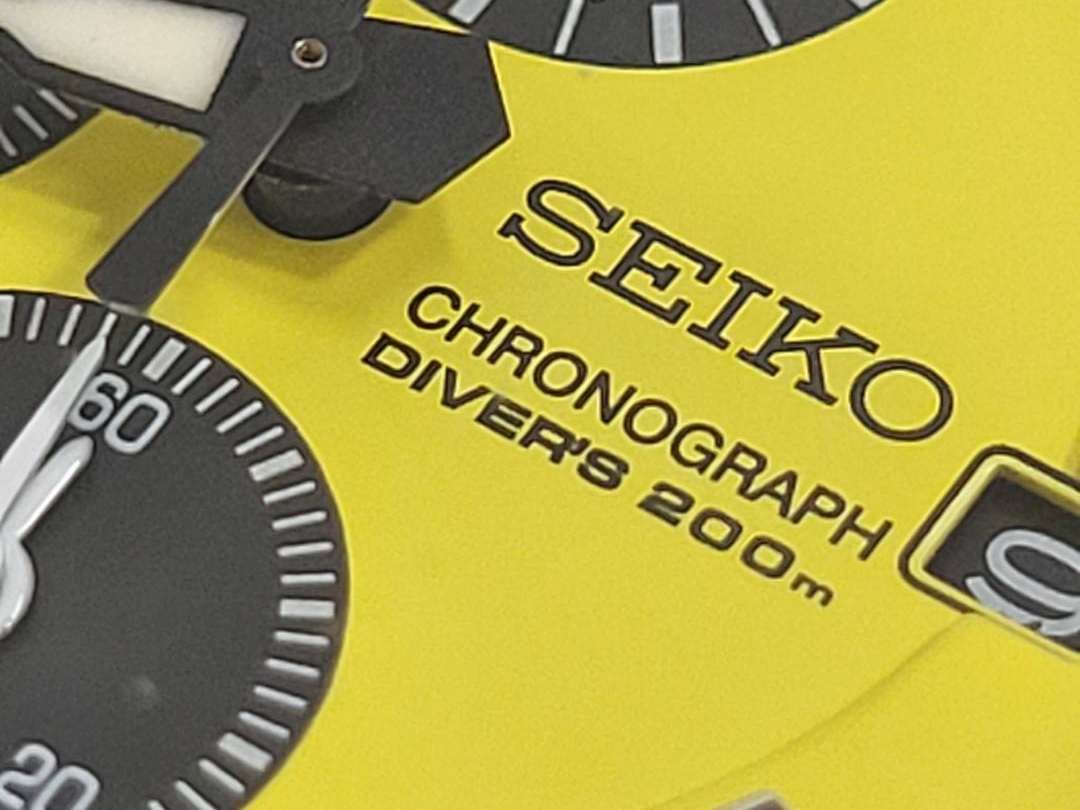 SEIKO
CHRONOGRAPH
DIVER'S 200m
60
9
20